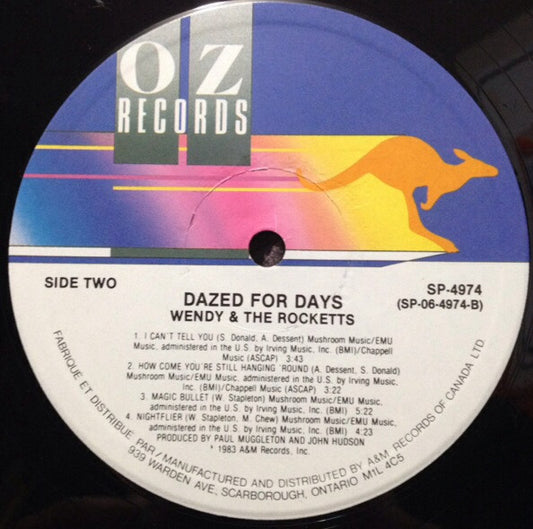 OZ
RECORDS
SIDE TWO
SP-4974
(SP-06-4974-B)
DAZED FOR DAYS
WENDY & THE ROCKETTS
1. I CAN'T TELL YOU (S. Donald, A. Dessent) Mushroom Music/EMU
Music, administered in the U.S. by Irving Music, Inc. (BMI)/Chappell
Music (ASCAP) 3:43
2. HOW COME YOU'RE STILL HANGING 'ROUND (A. Dessent, S. Donald)
Mushroom Music/EMU Music, administered in the U.S. by Irving Music,
Inc. (BMI)/Chappell Music (ASCAP) 3:22
3. MAGIC BULLET (W. Stapleton) Mushroom Music/EMU Music,
administered in the U.S. by Irving Music, Inc. (BMI) 5:22
4. NIGHTFLIER (W. Stapleton, M. Chew) Mushroom Music/EMU Music,
administered in the U.S. by Irving Music, Inc. (BMI) 4:23
PRODUCED BY PAUL MUGGLETON AND JOHN HUDSON
1983 A&M Records, Inc.
FABRIQUE ET DISTRIBUE PAR/MANUFACTURED AND DISTRIBUTED BY A&M RECORDS OF CANADA LTD
939 WARDEN AVE, SCARBOROUGH, ONTARIO M1L 4C5